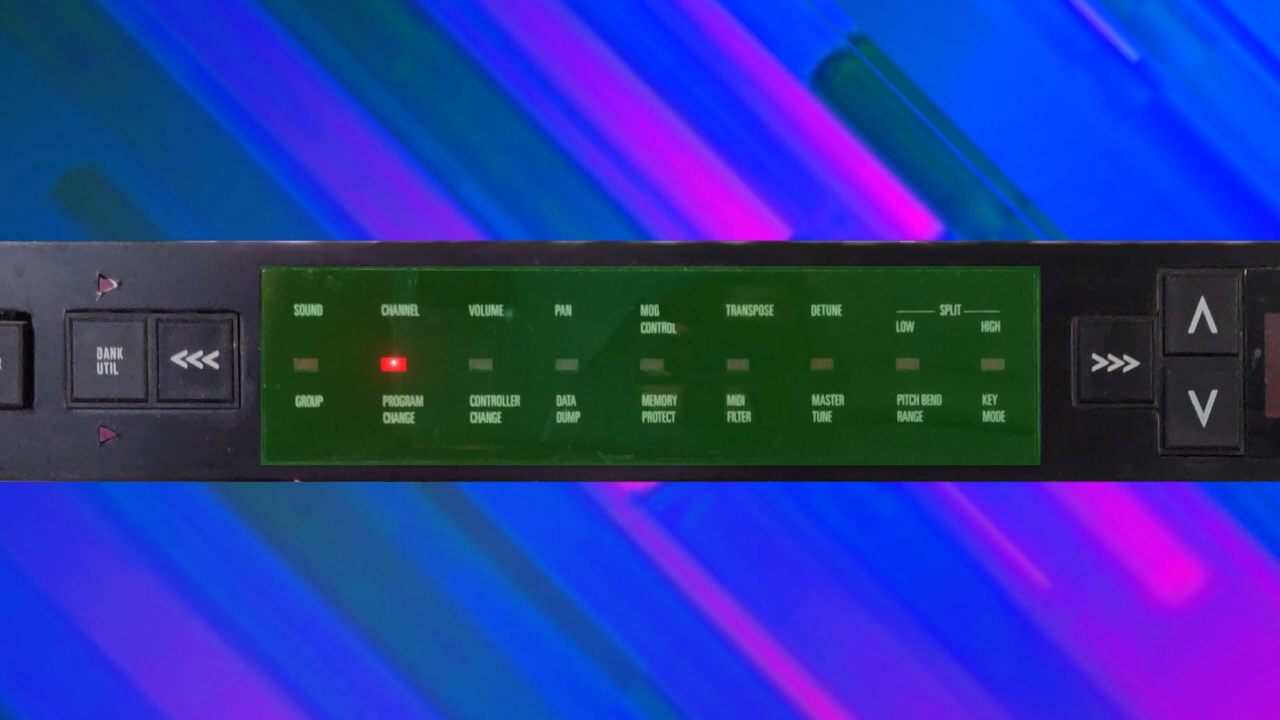 BANK
UTIL
<<<
SOUND
CHANNEL
VOLUME
PAN
MOD
CONTROL
TRANSPOSE
DETUNE
SPLIT
LOW
HIGH
GROUP
PROGRAM
CHANGE
CONTROLLER
CHANGE
DATA
DUMP
MEMORY
PROTECT
MIDI
FILTER
MASTER
TUNE
PITCH BEND
RANGE
KEY
MODE
>>>